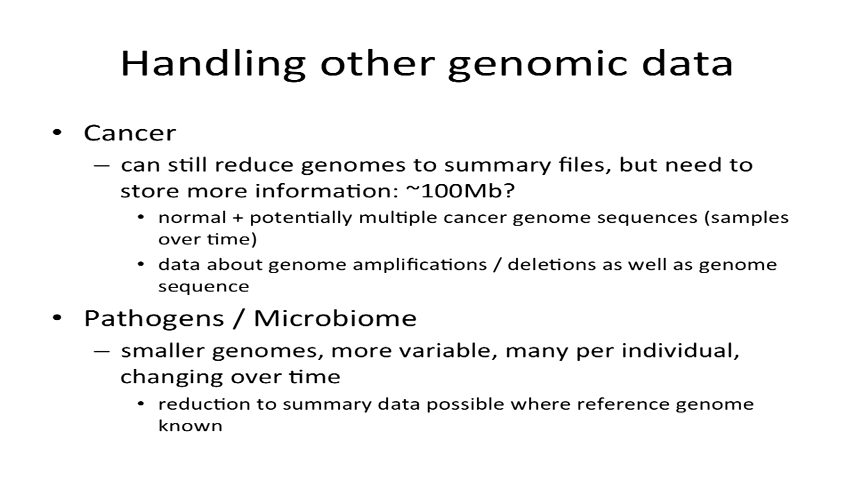 Handling other genomic data
• Cancer
– can still reduce genomes to summary files, but need to
store more information: ~100Mb?
• normal + potentially multiple cancer genome sequences (samples
over time)
• data about genome amplifications / deletions as well as genome
sequence
• Pathogens / Microbiome
– smaller genomes, more variable, many per individual,
changing over time
• reduction to summary data possible where reference genome
known